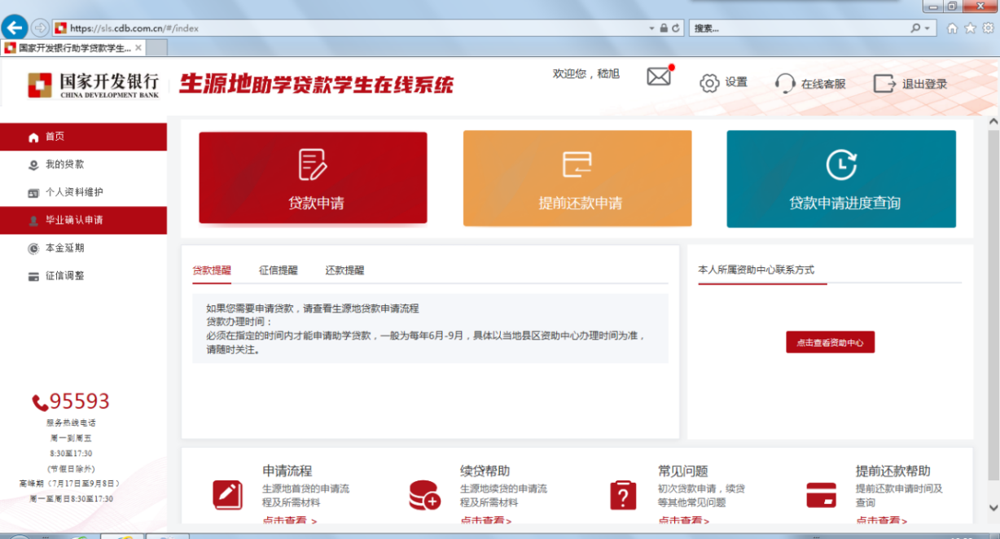 https://sls.cdb.com.cn/#/index
搜索...
国家开发银行助学贷款学生...
国家开发银行
CHINA DEVELOPMENT BANK
生源地助学贷款学生在线系统
欢迎您，嵇旭
设置
在线客服
退出登录
首页
我的贷款
个人资料维护
毕业确认申请
本金延期
征信调整
95593
服务热线电话
周一到周五
8:30至17:30
(节假日除外)
高峰期（7月17日至9月8日）
周一至周日8:30至17:30
贷款申请
提前还款申请
贷款申请进度查询
贷款提醒
征信提醒
还款提醒
如果您需要申请贷款，请查看生源地贷款申请流程
贷款办理时间：
必须在指定的时间内才能申请助学贷款，一般为每年6月-9月，具体以当地县区资助中心办理时间为准，
请随时关注。
本人所属资助中心联系方式
点击查看资助中心
申请流程
生源地首贷的申请流
程及所需材料
点击查看 >
续贷帮助
生源地续贷的申请流
程及所需材料
点击查看>
常见问题
初次贷款申请，续贷
等其他常见问题
点击查看>
提前还款帮助
提前还款申请时间及
查询
点击查看>